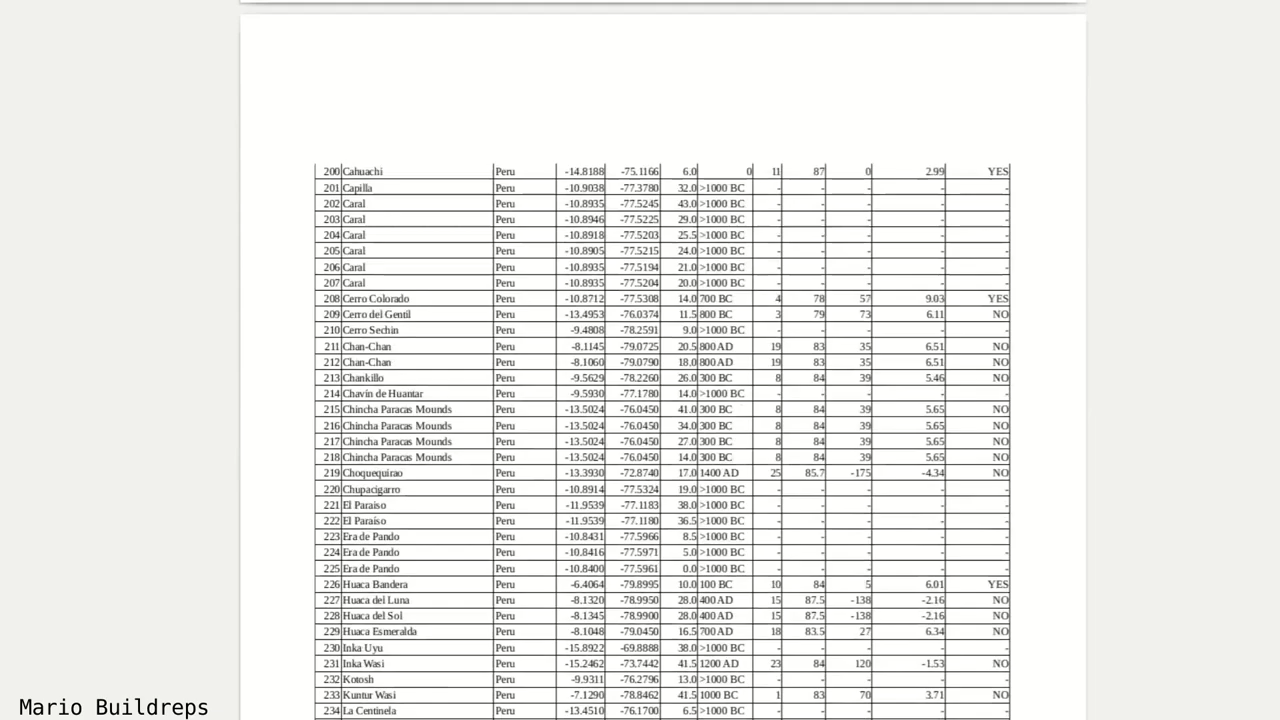 200 Cahuachi Peru -14.8188 -75.1166 6.0 0 11 87 0 2.99 YES
201 Capilla Peru -10.9038 -77.3780 32.0 >1000 BC - - - - -
202 Caral Peru -10.8935 -77.5245 43.0 >1000 BC - - - - -
203 Caral Peru -10.8946 -77.5225 29.0 >1000 BC - - - - -
204 Caral Peru -10.8918 -77.5203 25.5 >1000 BC - - - - -
205 Caral Peru -10.8905 -77.5215 24.0 >1000 BC - - - - -
206 Caral Peru -10.8935 -77.5194 21.0 >1000 BC - - - - -
207 Caral Peru -10.8935 -77.5204 20.0 >1000 BC - - - - -
208 Cerro Colorado Peru -10.8712 -77.5308 14.0 700 BC 4 78 57 9.03 YES
209 Cerro del Gentil Peru -13.4953 -76.0374 11.5 800 BC 3 79 73 6.11 NO
210 Cerro Sechin Peru -9.4808 -78.2591 9.0 >1000 BC - - - - -
211 Chan-Chan Peru -8.1145 -79.0725 20.5 800 AD 19 83 35 6.51 NO
212 Chan-Chan Peru -8.1060 -79.0790 18.0 800 AD 19 83 35 6.51 NO
213 Chankillo Peru -9.5629 -78.2260 26.0 300 BC 8 84 39 5.46 NO
214 Chavin de Huantar Peru -9.5930 -77.1780 14.0 >1000 BC - - - - -
215 Chincha Paracas Mounds Peru -13.5024 -76.0450 41.0 300 BC 8 84 39 5.65 NO
216 Chincha Paracas Mounds Peru -13.5024 -76.0450 34.0 300 BC 8 84 39 5.65 NO
217 Chincha Paracas Mounds Peru -13.5024 -76.0450 27.0 300 BC 8 84 39 5.65 NO
218 Chincha Paracas Mounds Peru -13.5024 -76.0450 14.0 300 BC 8 84 39 5.65 NO
219 Choquequirao Peru -13.3930 -72.8740 17.0 1400 AD 25 85.7 -175 -4.34 NO
220 Chupacigarro Peru -10.8914 -77.5324 19.0 >1000 BC - - - - -
221 El Paraiso Peru -11.9539 -77.1183 38.0 >1000 BC - - - - -
222 El Paraíso Peru -11.9539 -77.1180 36.5 >1000 BC - - - - -
223 Era de Pando Peru -10.8431 -77.5966 8.5 >1000 BC - - - - -
224 Era de Pando Peru -10.8416 -77.5971 5.0 >1000 BC - - - - -
225 Era de Pando Peru -10.8400 -77.5961 0.0 >1000 BC - - - - -
226 Huaca Bandera Peru -6.4064 -79.8995 10.0 100 BC 10 84 5 6.01 YES
227 Huaca del Luna Peru -8.1320 -78.9950 28.0 400 AD 15 87.5 -138 -2.16 NO
228 Huaca del Sol Peru -8.1345 -78.9900 28.0 400 AD 15 87.5 -138 -2.16 NO
229 Huaca Esmeralda Peru -8.1048 -79.0450 16.5 700 AD 18 83.5 27 6.34 NO
230 Inka Uyu Peru -15.8922 -69.8888 38.0 >1000 BC - - - - -
231 Inka Wasi Peru -15.2462 -73.7442 41.5 1200 AD 23 84 120 -1.53 NO
232 Kotosh Peru -9.9311 -76.2796 13.0 >1000 BC - - - - -
233 Kuntur Wasi Peru -7.1290 -78.8462 41.5 1000 BC 1 83 70 3.71 NO
234 La Centinela Peru -13.4510 -76.1700 6.5 >1000 BC - - - - -
Mario Buildreps